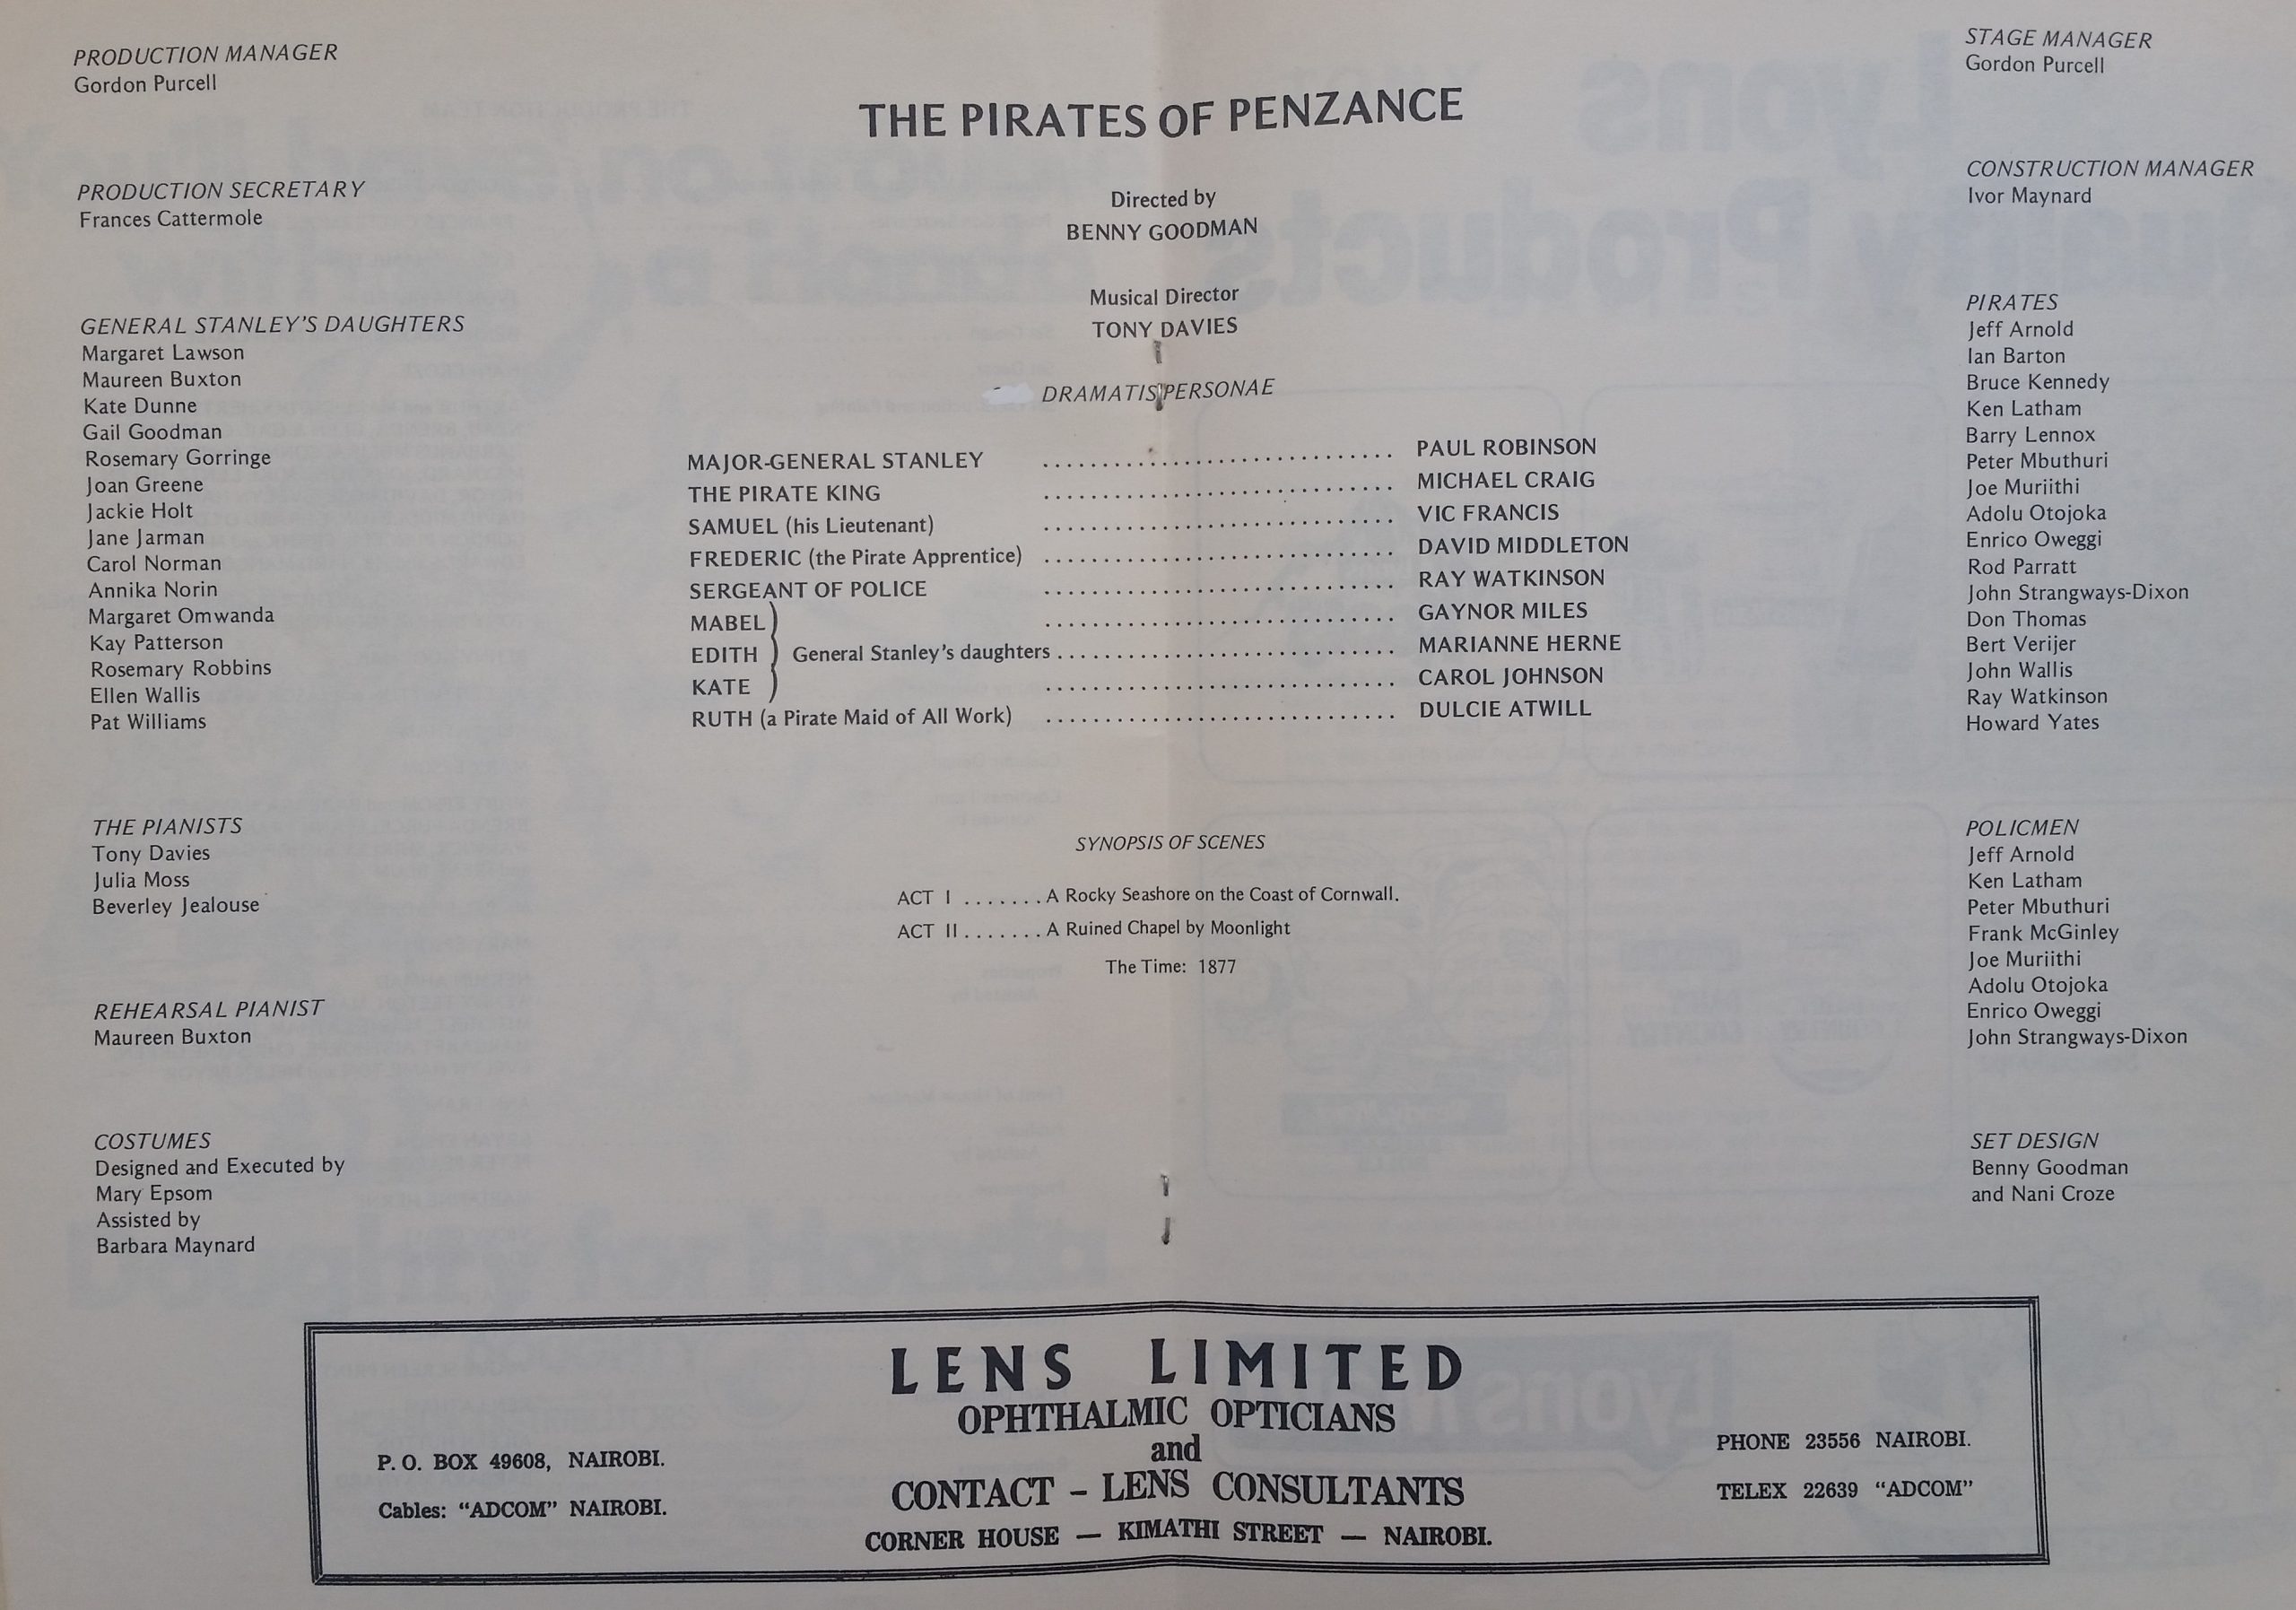 PRODUCTION MANAGER
Gordon Purcell
PRODUCTION SECRETARY
Frances Cattermole
GENERAL STANLEY'S DAUGHTERS
Margaret Lawson
Maureen Buxton
Kate Dunne
Gail Goodman
Rosemary Gorringe
Joan Greene
Jackie Holt
Jane Jarman
Carol Norman
Annika Norin
Margaret Omwanda
Kay Patterson
Rosemary Robbins
Ellen Wallis
Pat Williams
THE PIANISTS
Tony Davies
Julia Moss
Beverley Jealouse
REHEARSAL PIANIST
Maureen Buxton
COSTUMES
Designed and Executed by
Mary Epsom
Assisted by
Barbara Maynard
THE PIRATES OF PENZANCE
Directed by
BENNY GOODMAN
Musical Director
TONY DAVIES
DRAMATIS PERSONAE
MAJOR-GENERAL STANLEY .............................. PAUL ROBINSON
THE PIRATE KING .............................. MICHAEL CRAIG
SAMUEL (his Lieutenant) .............................. VIC FRANCIS
FREDERIC (the Pirate Apprentice) .............................. DAVID MIDDLETON
SERGEANT OF POLICE .............................. RAY WATKINSON
MABEL ) .............................. GAYNOR MILES
EDITH ) General Stanley's daughters ............................. MARIANNE HERNE
KATE ) .............................. CAROL JOHNSON
RUTH (a Pirate Maid of All Work) .............................. DULCIE ATWILL
SYNOPSIS OF SCENES
ACT I ....... A Rocky Seashore on the Coast of Cornwall.
ACT II ....... A Ruined Chapel by Moonlight
The Time: 1877
STAGE MANAGER
Gordon Purcell
CONSTRUCTION MANAGER
Ivor Maynard
PIRATES
Jeff Arnold
Ian Barton
Bruce Kennedy
Ken Latham
Barry Lennox
Peter Mbuthuri
Joe Muriithi
Adolu Otojoka
Enrico Oweggi
Rod Parratt
John Strangways-Dixon
Don Thomas
Bert Verijer
John Wallis
Ray Watkinson
Howard Yates
POLICMEN
Jeff Arnold
Ken Latham
Peter Mbuthuri
Frank McGinley
Joe Muriithi
Adolu Otojoka
Enrico Oweggi
John Strangways-Dixon
SET DESIGN
Benny Goodman
and Nani Croze
LENS LIMITED
OPHTHALMIC OPTICIANS
and
CONTACT - LENS CONSULTANTS
CORNER HOUSE — KIMATHI STREET — NAIROBI.
P. O. BOX 49608, NAIROBI.
Cables: "ADCOM" NAIROBI.
PHONE 23556 NAIROBI.
TELEX 22639 "ADCOM"